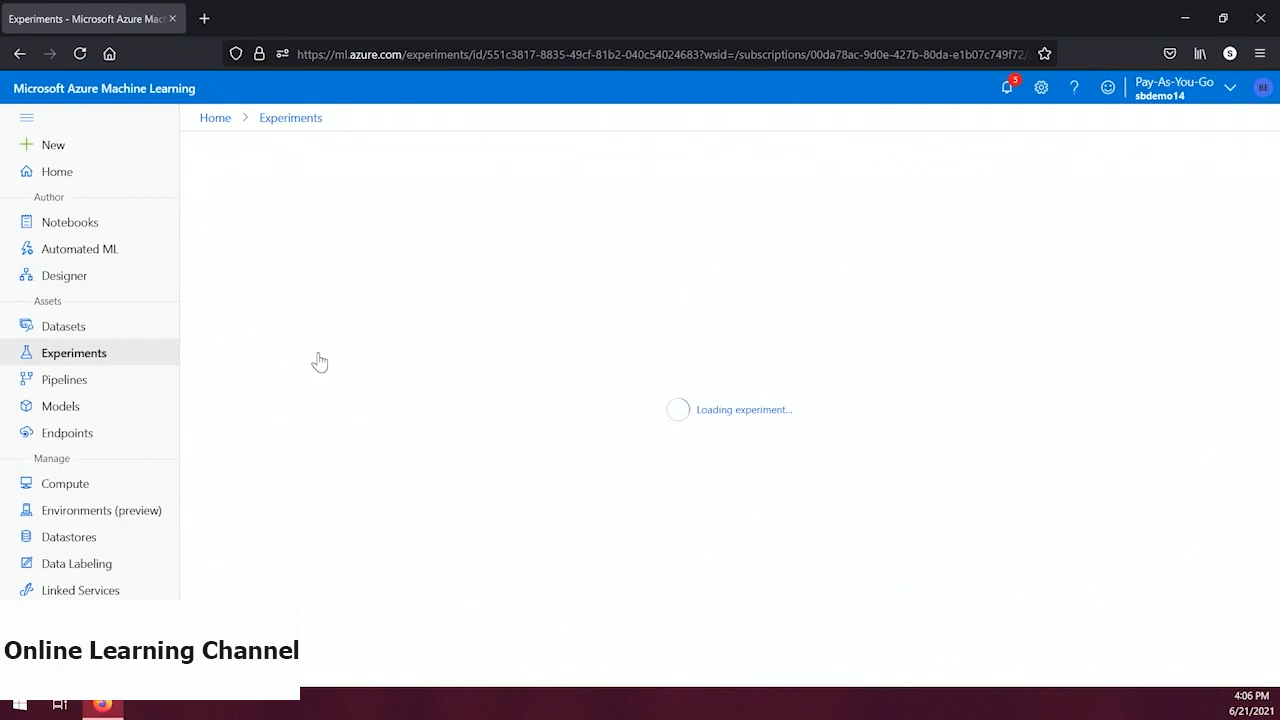 Experiments - Microsoft Azure Mac
https://ml.azure.com/experiments/id/551c3817-8835-49cf-81b2-040c54024683?wsid=/subscriptions/00da78ac-9d0e-427b-80da-e1b07c749f72/
S
Microsoft Azure Machine Learning
5
Pay-As-You-Go
sbdemo14
BE
Home
Experiments
New
Home
Author
Notebooks
Automated ML
Designer
Assets
Datasets
Experiments
Pipelines
Models
Endpoints
Manage
Compute
Environments (preview)
Datastores
Data Labeling
Linked Services
Loading experiment...
Online Learning Channel
4:06 PM
6/21/2021